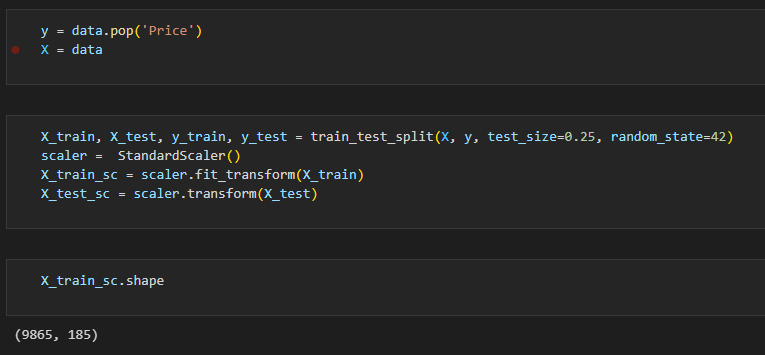 y = data.pop('Price')
X = data
X_train, X_test, y_train, y_test = train_test_split(X, y, test_size=0.25, random_state=42)
scaler =  StandardScaler()
X_train_sc = scaler.fit_transform(X_train)
X_test_sc = scaler.transform(X_test)
X_train_sc.shape
(9865, 185)